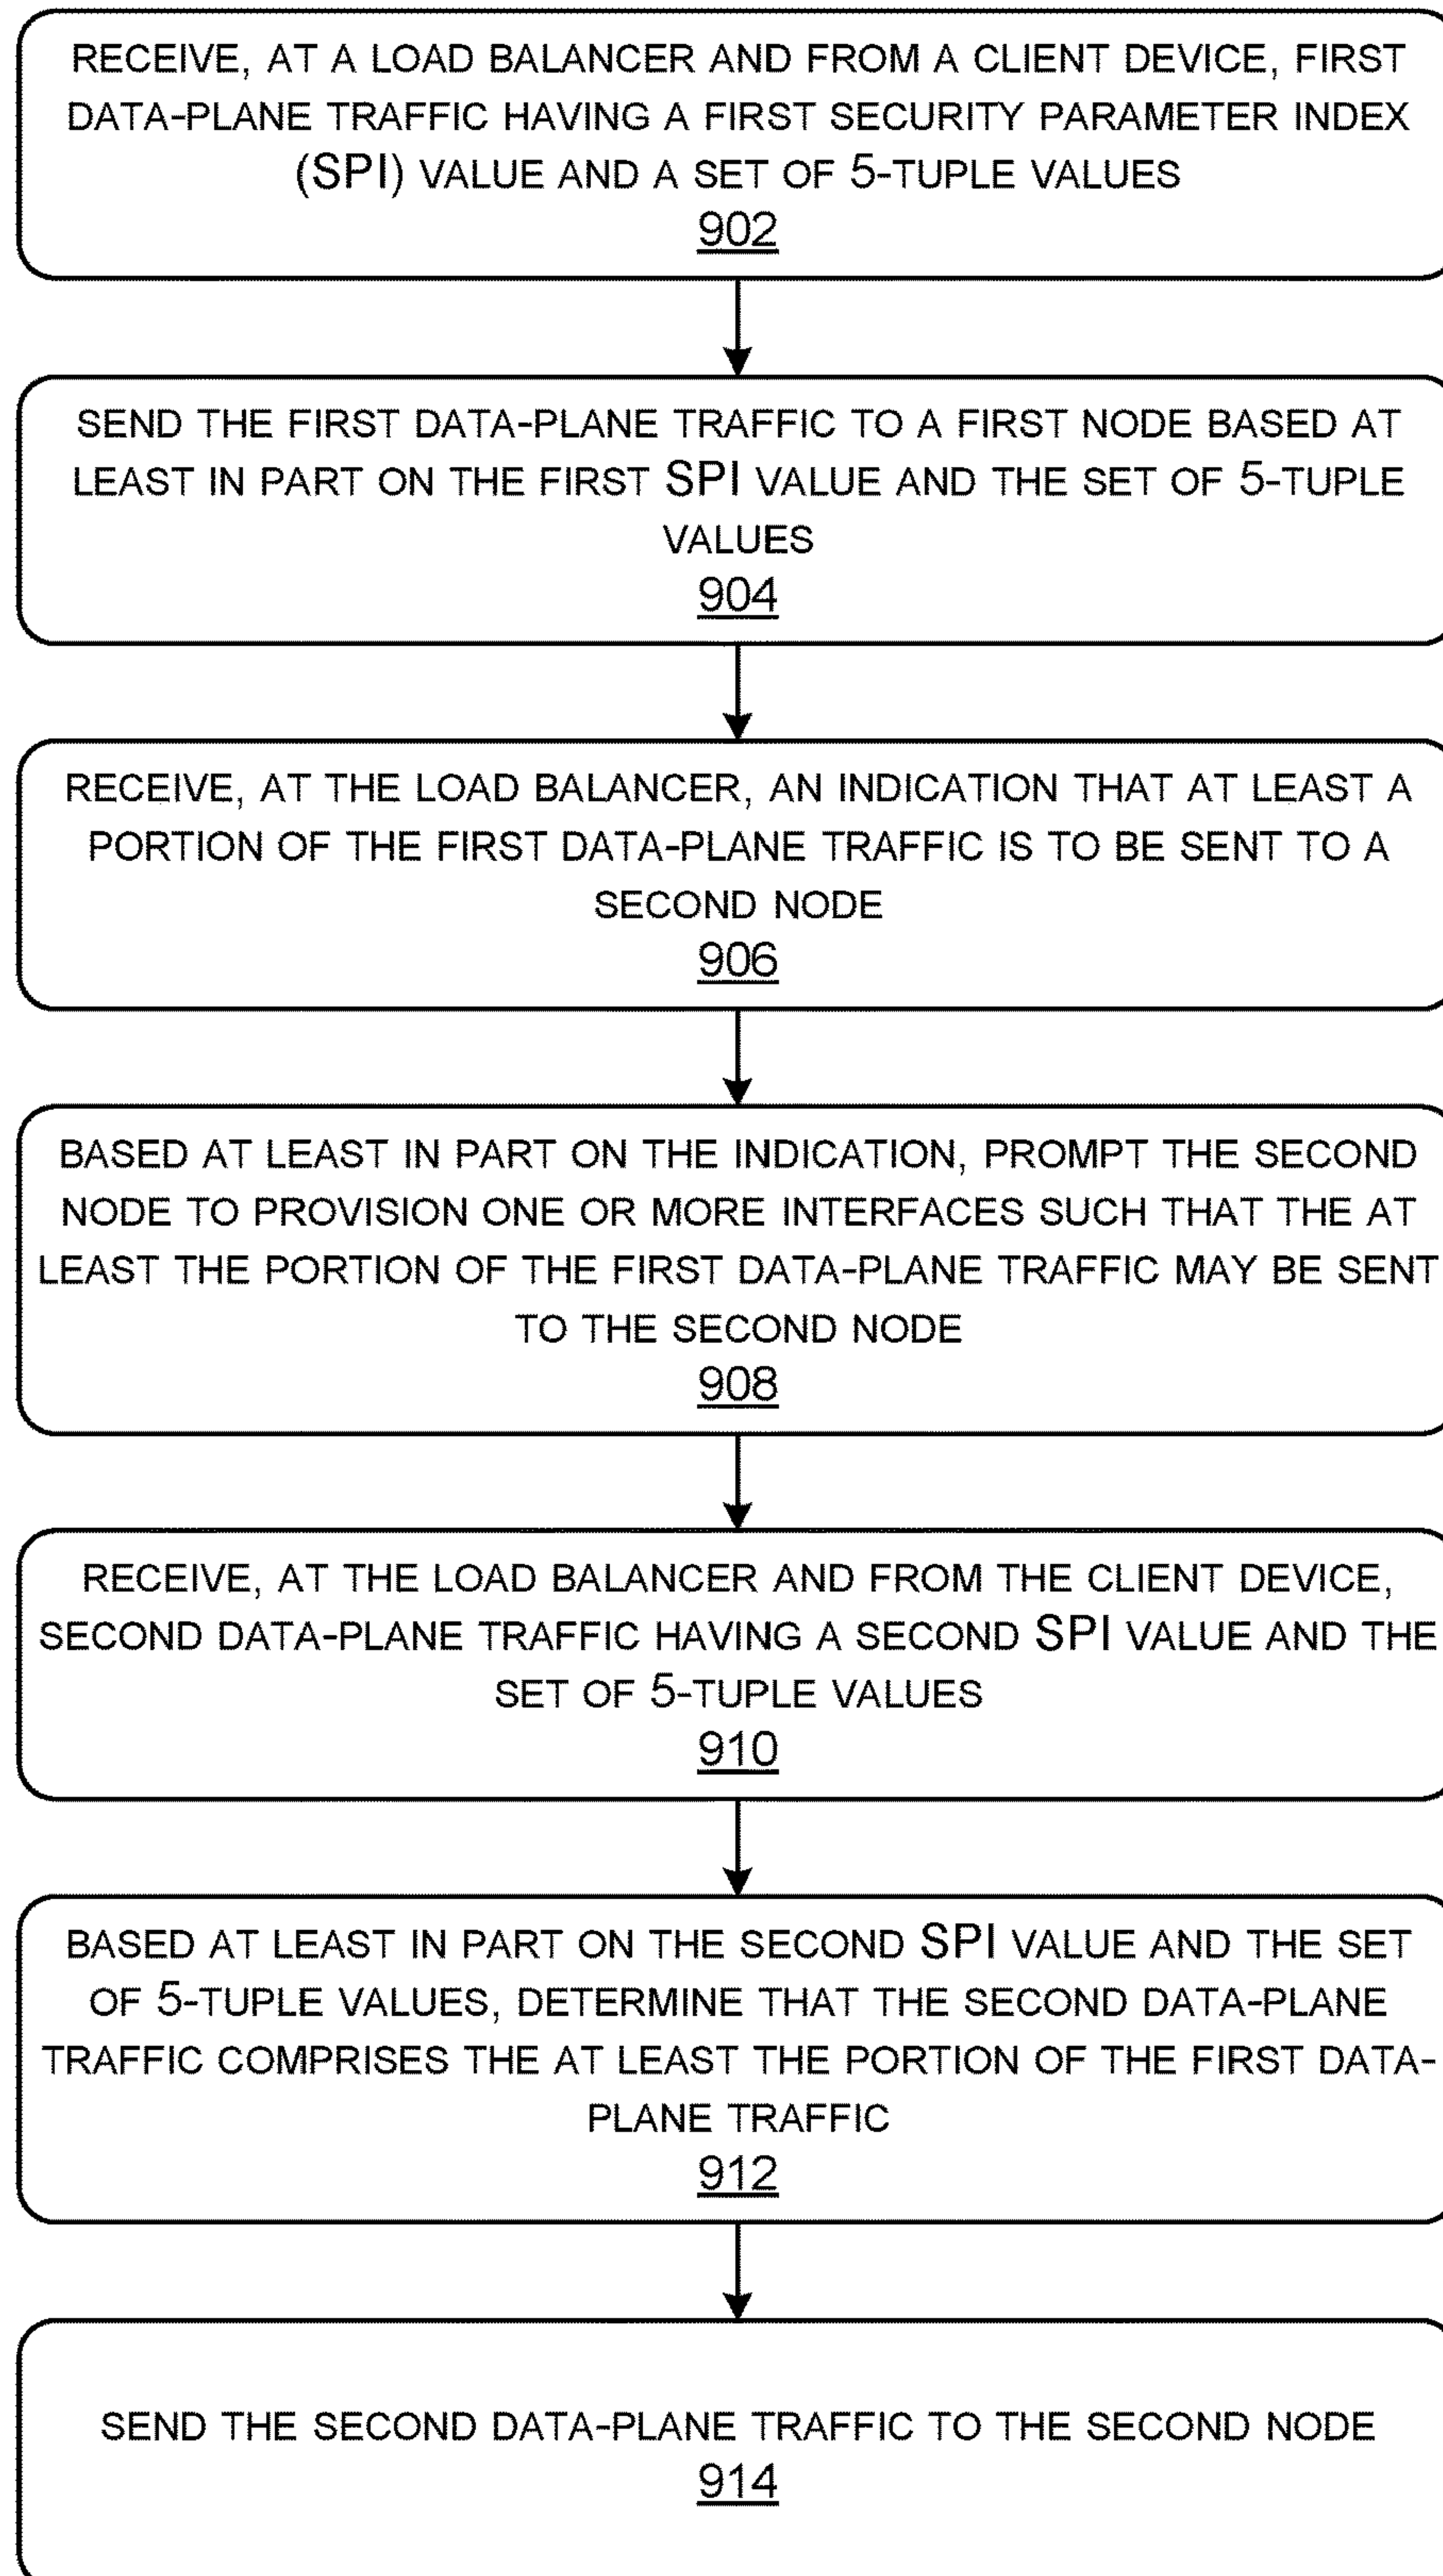 RECEIVE, AT A LOAD BALANCER AND FROM A CLIENT DEVICE, FIRST
DATA-PLANE TRAFFIC HAVING A FIRST SECURITY PARAMETER INDEX
(SPI) VALUE AND A SET OF 5-TUPLE VALUES
902
SEND THE FIRST DATA-PLANE TRAFFIC TO A FIRST NODE BASED AT
LEAST IN PART ON THE FIRST SPI VALUE AND THE SET OF 5-TUPLE
VALUES
904
RECEIVE, AT THE LOAD BALANCER, AN INDICATION THAT AT LEAST A
PORTION OF THE FIRST DATA-PLANE TRAFFIC IS TO BE SENT TO A
SECOND NODE
906
BASED AT LEAST IN PART ON THE INDICATION, PROMPT THE SECOND
NODE TO PROVISION ONE OR MORE INTERFACES SUCH THAT THE AT
LEAST THE PORTION OF THE FIRST DATA-PLANE TRAFFIC MAY BE SENT
TO THE SECOND NODE
908
RECEIVE, AT THE LOAD BALANCER AND FROM THE CLIENT DEVICE,
SECOND DATA-PLANE TRAFFIC HAVING A SECOND SPI VALUE AND THE
SET OF 5-TUPLE VALUES
910
BASED AT LEAST IN PART ON THE SECOND SPI VALUE AND THE SET
OF 5-TUPLE VALUES, DETERMINE THAT THE SECOND DATA-PLANE
TRAFFIC COMPRISES THE AT LEAST THE PORTION OF THE FIRST DATA-
PLANE TRAFFIC
912
SEND THE SECOND DATA-PLANE TRAFFIC TO THE SECOND NODE
914